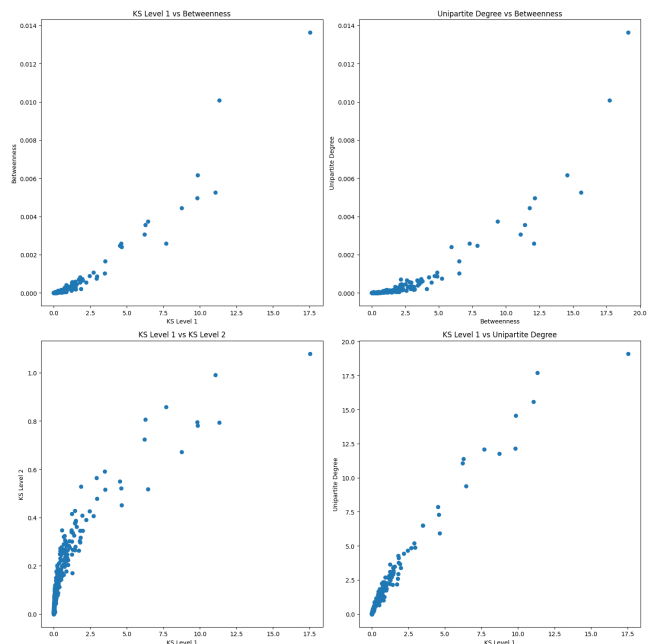 KS Level 1 vs Betweenness
0.014
0.012
0.010
0.008
0.006
0.004
0.002
0.000
Betweenness
0.0 2.5 5.0 7.5 10.0 12.5 15.0 17.5
KS Level 1
Unipartite Degree vs Betweenness
0.014
0.012
0.010
0.008
0.006
0.004
0.002
0.000
Unipartite Degree
0.0 2.5 5.0 7.5 10.0 12.5 15.0 17.5 20.0
Betweenness
KS Level 1 vs KS Level 2
1.0
0.8
0.6
0.4
0.2
0.0
KS Level 2
0.0 2.5 5.0 7.5 10.0 12.5 15.0 17.5
KS Level 1
KS Level 1 vs Unipartite Degree
20.0
17.5
15.0
12.5
10.0
7.5
5.0
2.5
0.0
Unipartite Degree
0.0 2.5 5.0 7.5 10.0 12.5 15.0 17.5
KS Level 1